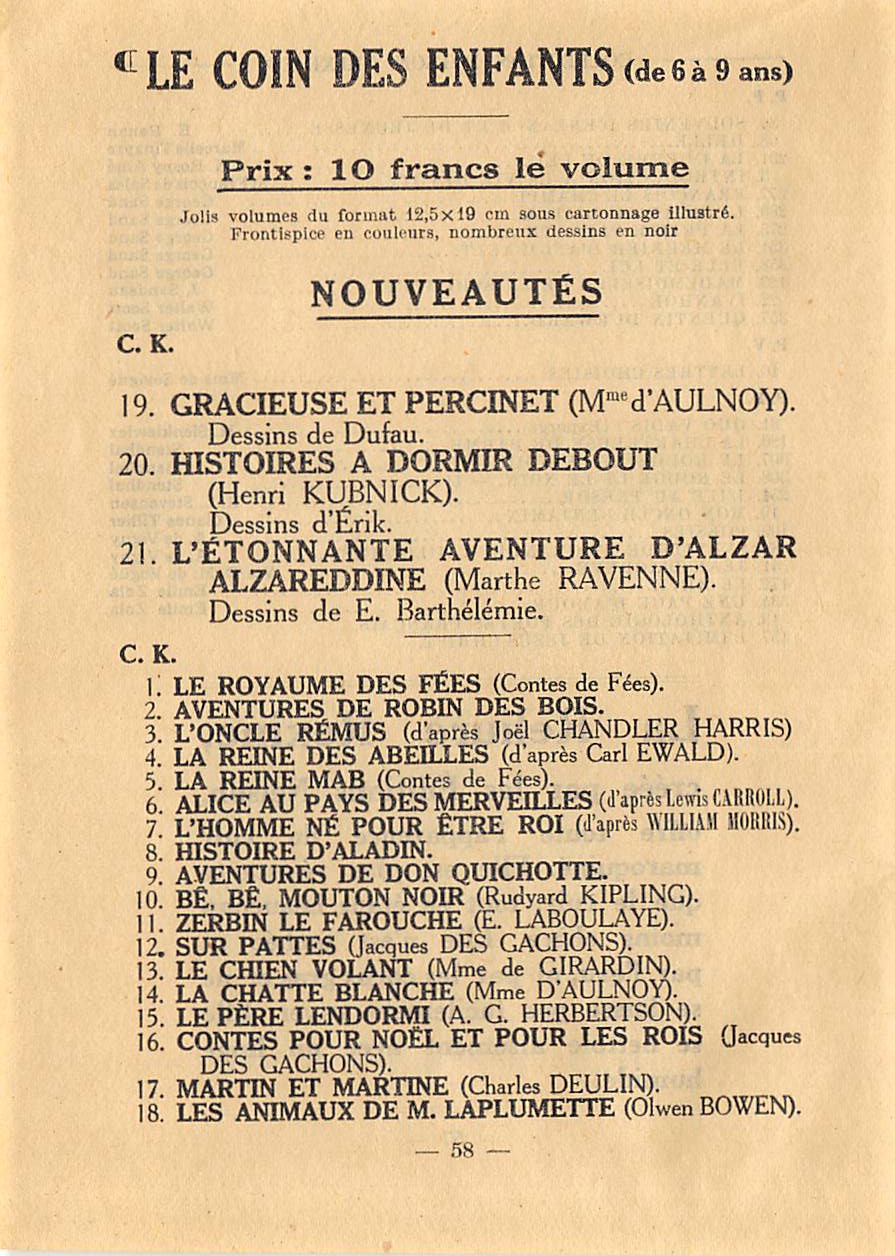 LE COIN DES ENFANTS (de 6 à 9 ans)
Prix : 10 francs le volume
Jolis volumes du format 12,5×19 cm sous cartonnage illustré.
Frontispice en couleurs, nombreux dessins en noir
NOUVEAUTÉS
C. K.
19. GRACIEUSE ET PERCINET (Mme d'AULNOY).
Dessins de Dufau.
20. HISTOIRES A DORMIR DEBOUT
(Henri KUBNICK).
Dessins d'Érik.
21. L'ÉTONNANTE AVENTURE D'ALZAR
ALZAREDDINE (Marthe RAVENNE).
Dessins de E. Barthélémie.
C. K.
1. LE ROYAUME DES FÉES (Contes de Fées).
2. AVENTURES DE ROBIN DES BOIS.
3. L'ONCLE RÉMUS (d'après Joël CHANDLER HARRIS)
4. LA REINE DES ABEILLES (d'après Carl EWALD).
5. LA REINE MAB (Contes de Fées).
6. ALICE AU PAYS DES MERVEILLES (d'après Lewis CARROLL).
7. L'HOMME NÉ POUR ÊTRE ROI (d'après WILLIAM MORRIS).
8. HISTOIRE D'ALADIN.
9. AVENTURES DE DON QUICHOTTE.
10. BÊ, BÊ, MOUTON NOIR (Rudyard KIPLING).
11. ZERBIN LE FAROUCHE (E. LABOULAYE).
12. SUR PATTES (Jacques DES GACHONS).
13. LE CHIEN VOLANT (Mme de GIRARDIN).
14. LA CHATTE BLANCHE (Mme D'AULNOY).
15. LE PÈRE LENDORMI (A. G. HERBERTSON).
16. CONTES POUR NOËL ET POUR LES ROIS (Jacques
DES GACHONS).
17. MARTIN ET MARTINE (Charles DEULIN).
18. LES ANIMAUX DE M. LAPLUMETTE (Olwen BOWEN).
— 58 —